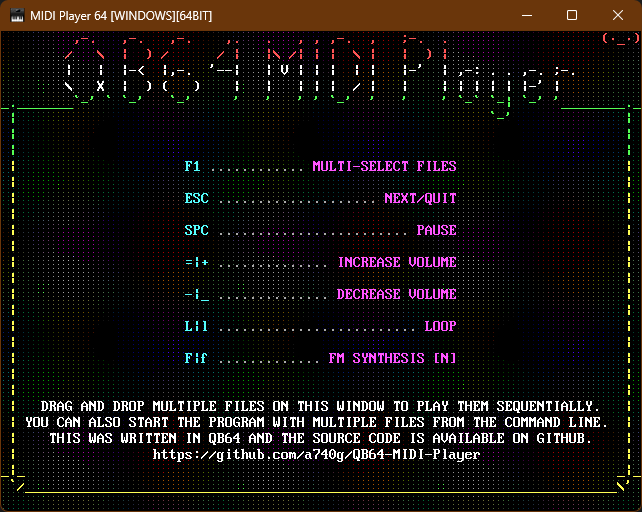 MIDI Player 64 [WINDOWS][64BIT]
QB64 MIDI Player
F1 ............ MULTI-SELECT FILES
ESC ..................... NEXT/QUIT
SPC ........................ PAUSE
=|+ .............. INCREASE VOLUME
-|_ .............. DECREASE VOLUME
L|l ......................... LOOP
F|f ............. FM SYNTHESIS [N]
DRAG AND DROP MULTIPLE FILES ON THIS WINDOW TO PLAY THEM SEQUENTIALLY.
YOU CAN ALSO START THE PROGRAM WITH MULTIPLE FILES FROM THE COMMAND LINE.
THIS WAS WRITTEN IN QB64 AND THE SOURCE CODE IS AVAILABLE ON GITHUB.
https://github.com/a740g/QB64-MIDI-Player